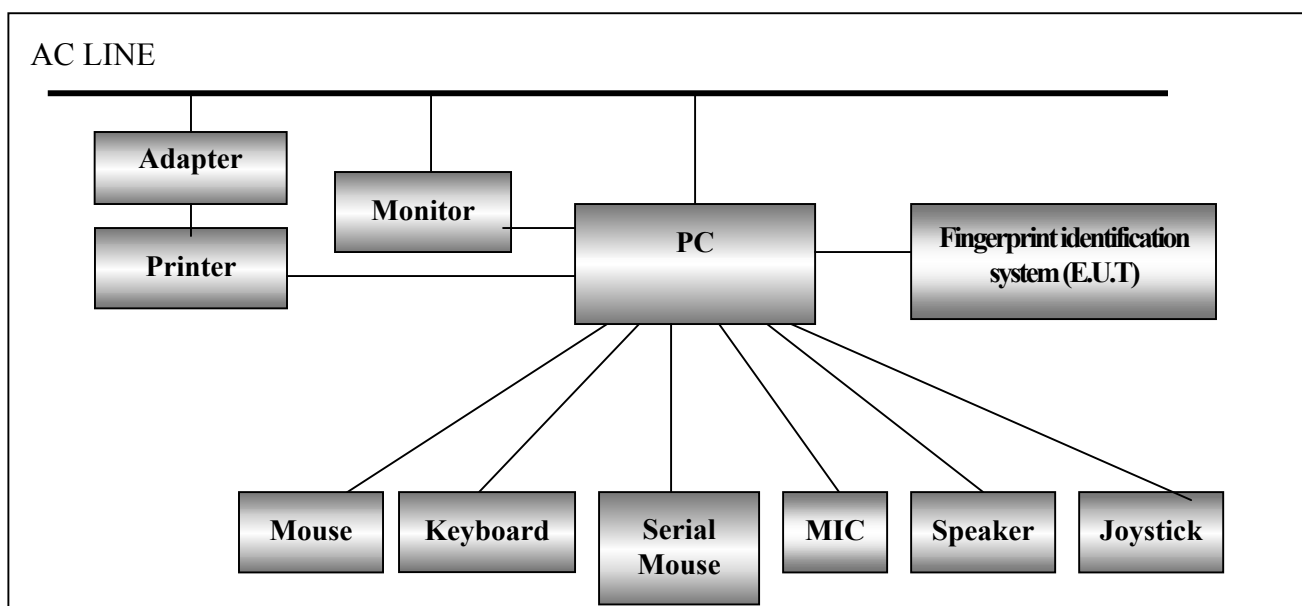 AC LINE
Adapter
Monitor
PC
Fingerprint identification
system (E.U.T)
Printer
Mouse
Keyboard
Serial
Mouse
MIC
Speaker
Joystick